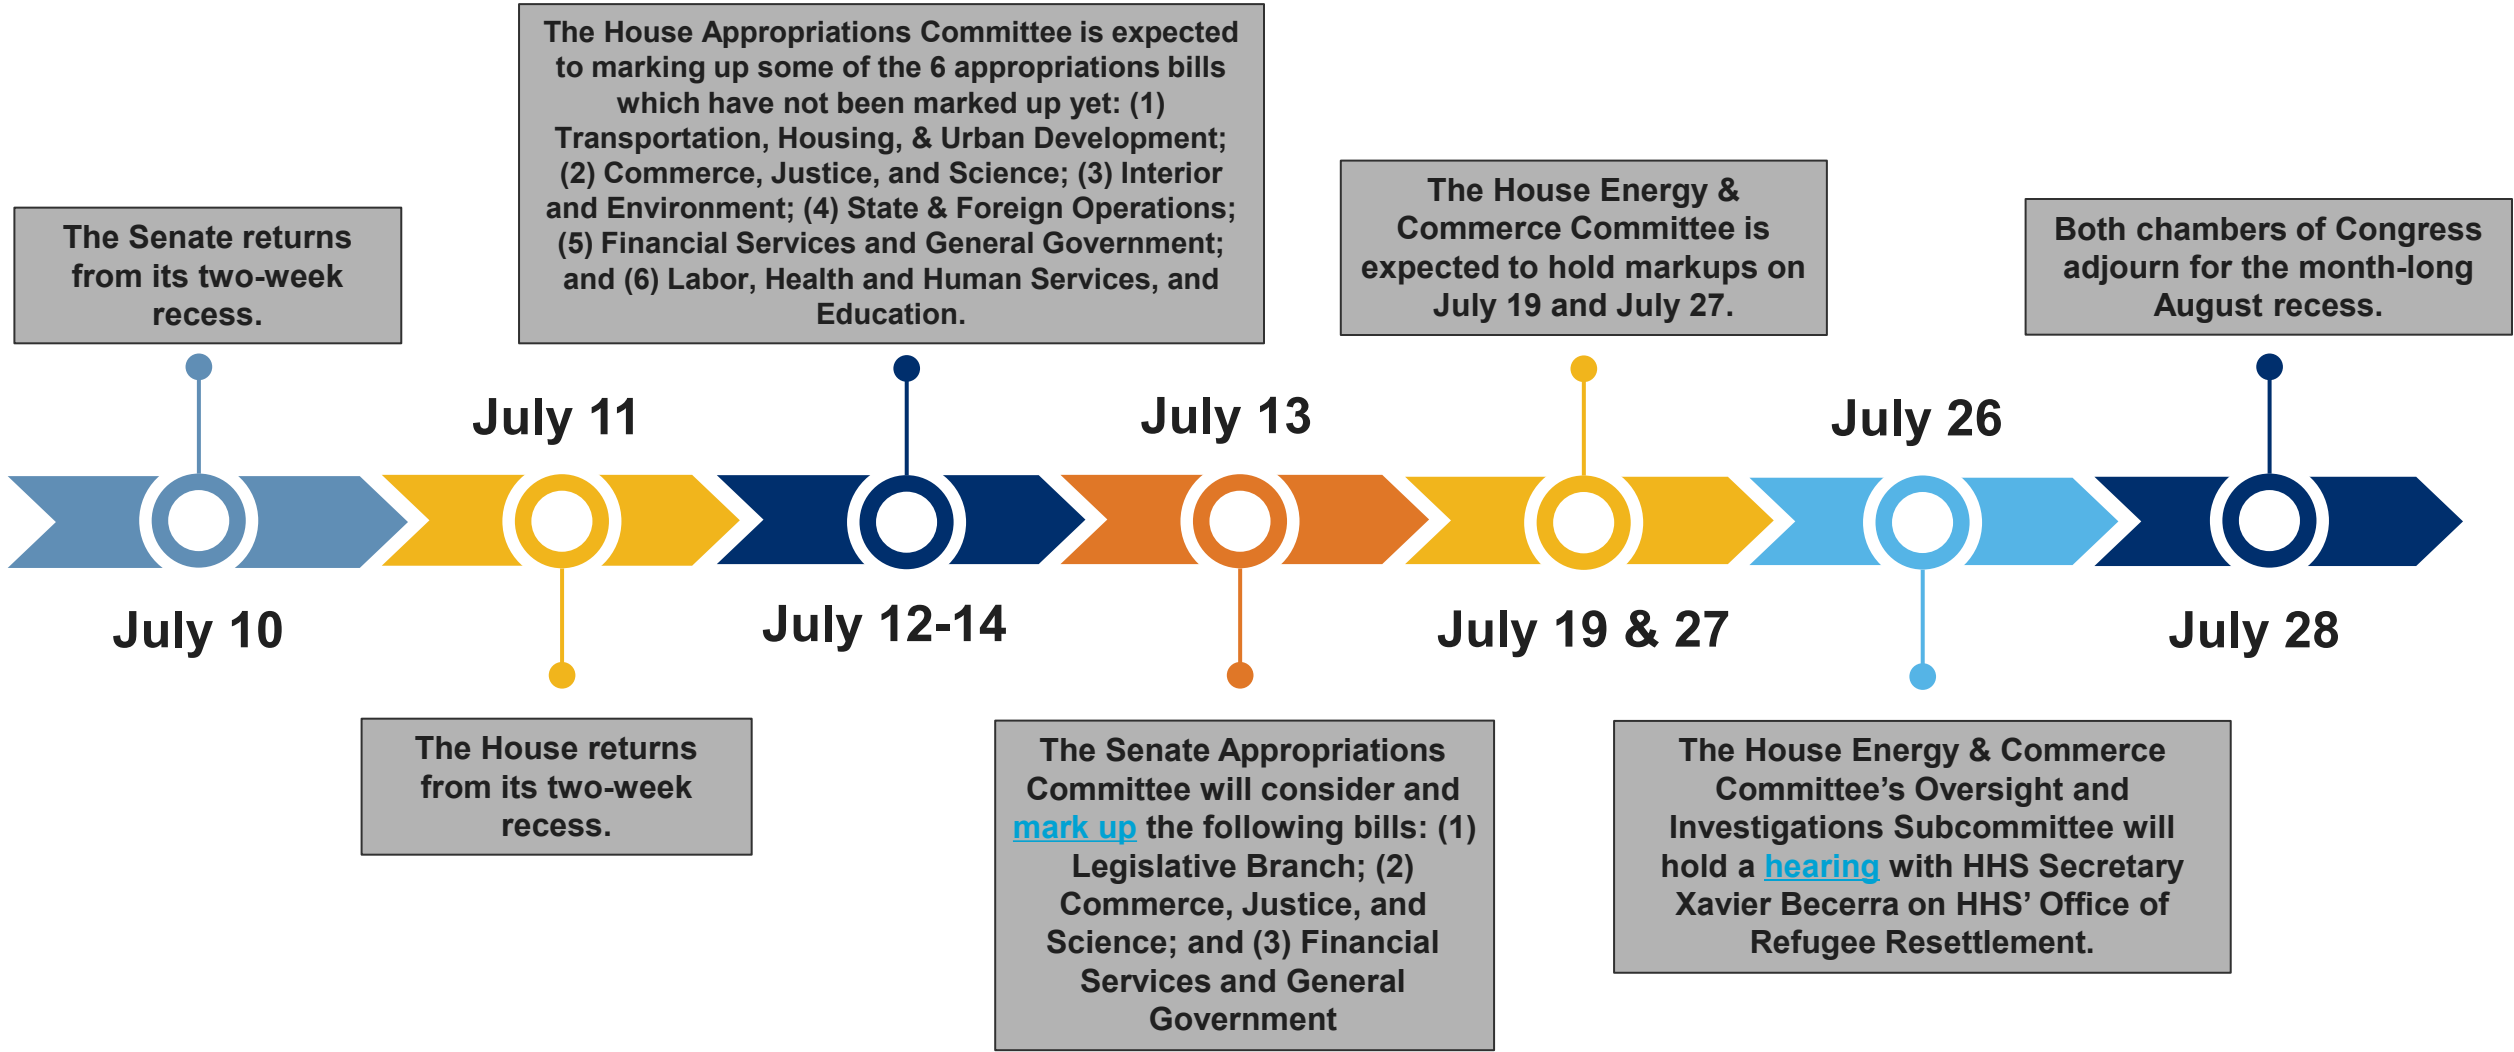 The Senate returns
from its two-week
recess.
July 10
July 11
The House returns
from its two-week
recess.
The House Appropriations Committee is expected
to marking up some of the 6 appropriations bills
which have not been marked up yet: (1)
Transportation, Housing, & Urban Development;
(2) Commerce, Justice, and Science; (3) Interior
and Environment; (4) State & Foreign Operations;
(5) Financial Services and General Government;
and (6) Labor, Health and Human Services, and
Education.
July 12-14
July 13
The Senate Appropriations
Committee will consider and
mark up the following bills: (1)
Legislative Branch; (2)
Commerce, Justice, and
Science; and (3) Financial
Services and General
Government
The House Energy &
Commerce Committee is
expected to hold markups on
July 19 and July 27.
July 19 & 27
July 26
The House Energy & Commerce
Committee’s Oversight and
Investigations Subcommittee will
hold a hearing with HHS Secretary
Xavier Becerra on HHS’ Office of
Refugee Resettlement.
Both chambers of Congress
adjourn for the month-long
August recess.
July 28